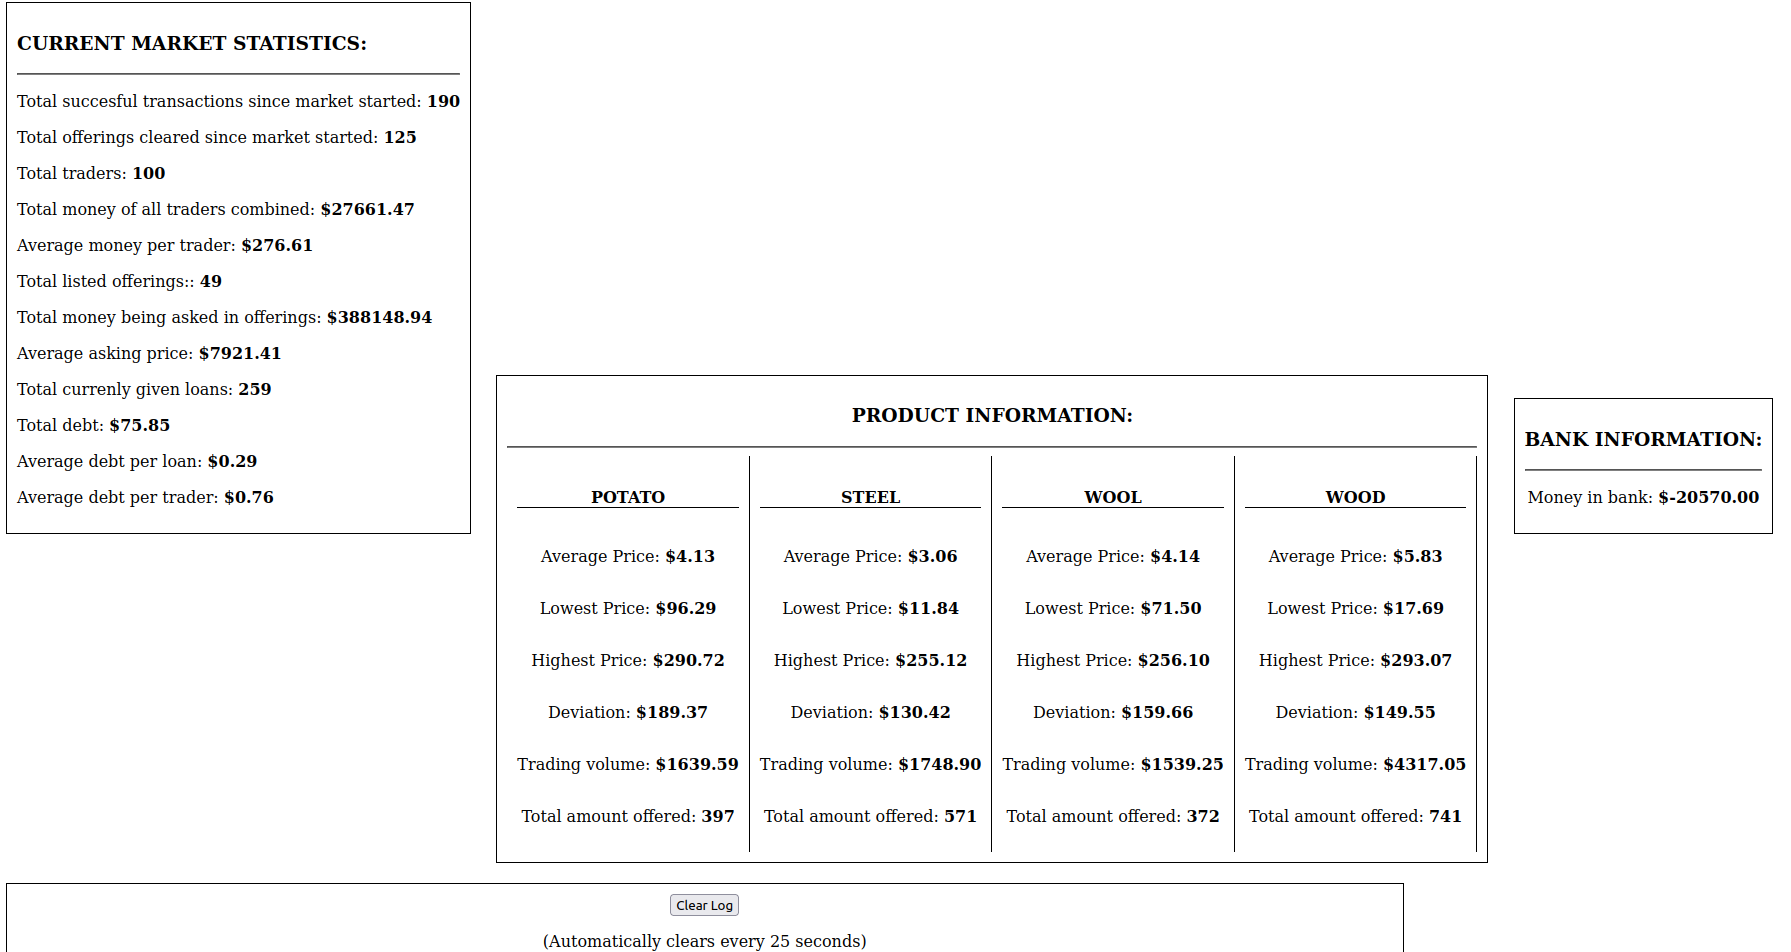 CURRENT MARKET STATISTICS:
Total succesful transactions since market started: 190
Total offerings cleared since market started: 125
Total traders: 100
Total money of all traders combined: $27661.47
Average money per trader: $276.61
Total listed offerings:: 49
Total money being asked in offerings: $388148.94
Average asking price: $7921.41
Total currenly given loans: 259
Total debt: $75.85
Average debt per loan: $0.29
Average debt per trader: $0.76
PRODUCT INFORMATION:
POTATO
Average Price: $4.13
Lowest Price: $96.29
Highest Price: $290.72
Deviation: $189.37
Trading volume: $1639.59
Total amount offered: 397
STEEL
Average Price: $3.06
Lowest Price: $11.84
Highest Price: $255.12
Deviation: $130.42
Trading volume: $1748.90
Total amount offered: 571
WOOL
Average Price: $4.14
Lowest Price: $71.50
Highest Price: $256.10
Deviation: $159.66
Trading volume: $1539.25
Total amount offered: 372
WOOD
Average Price: $5.83
Lowest Price: $17.69
Highest Price: $293.07
Deviation: $149.55
Trading volume: $4317.05
Total amount offered: 741
BANK INFORMATION:
Money in bank: $-20570.00
Clear Log
(Automatically clears every 25 seconds)